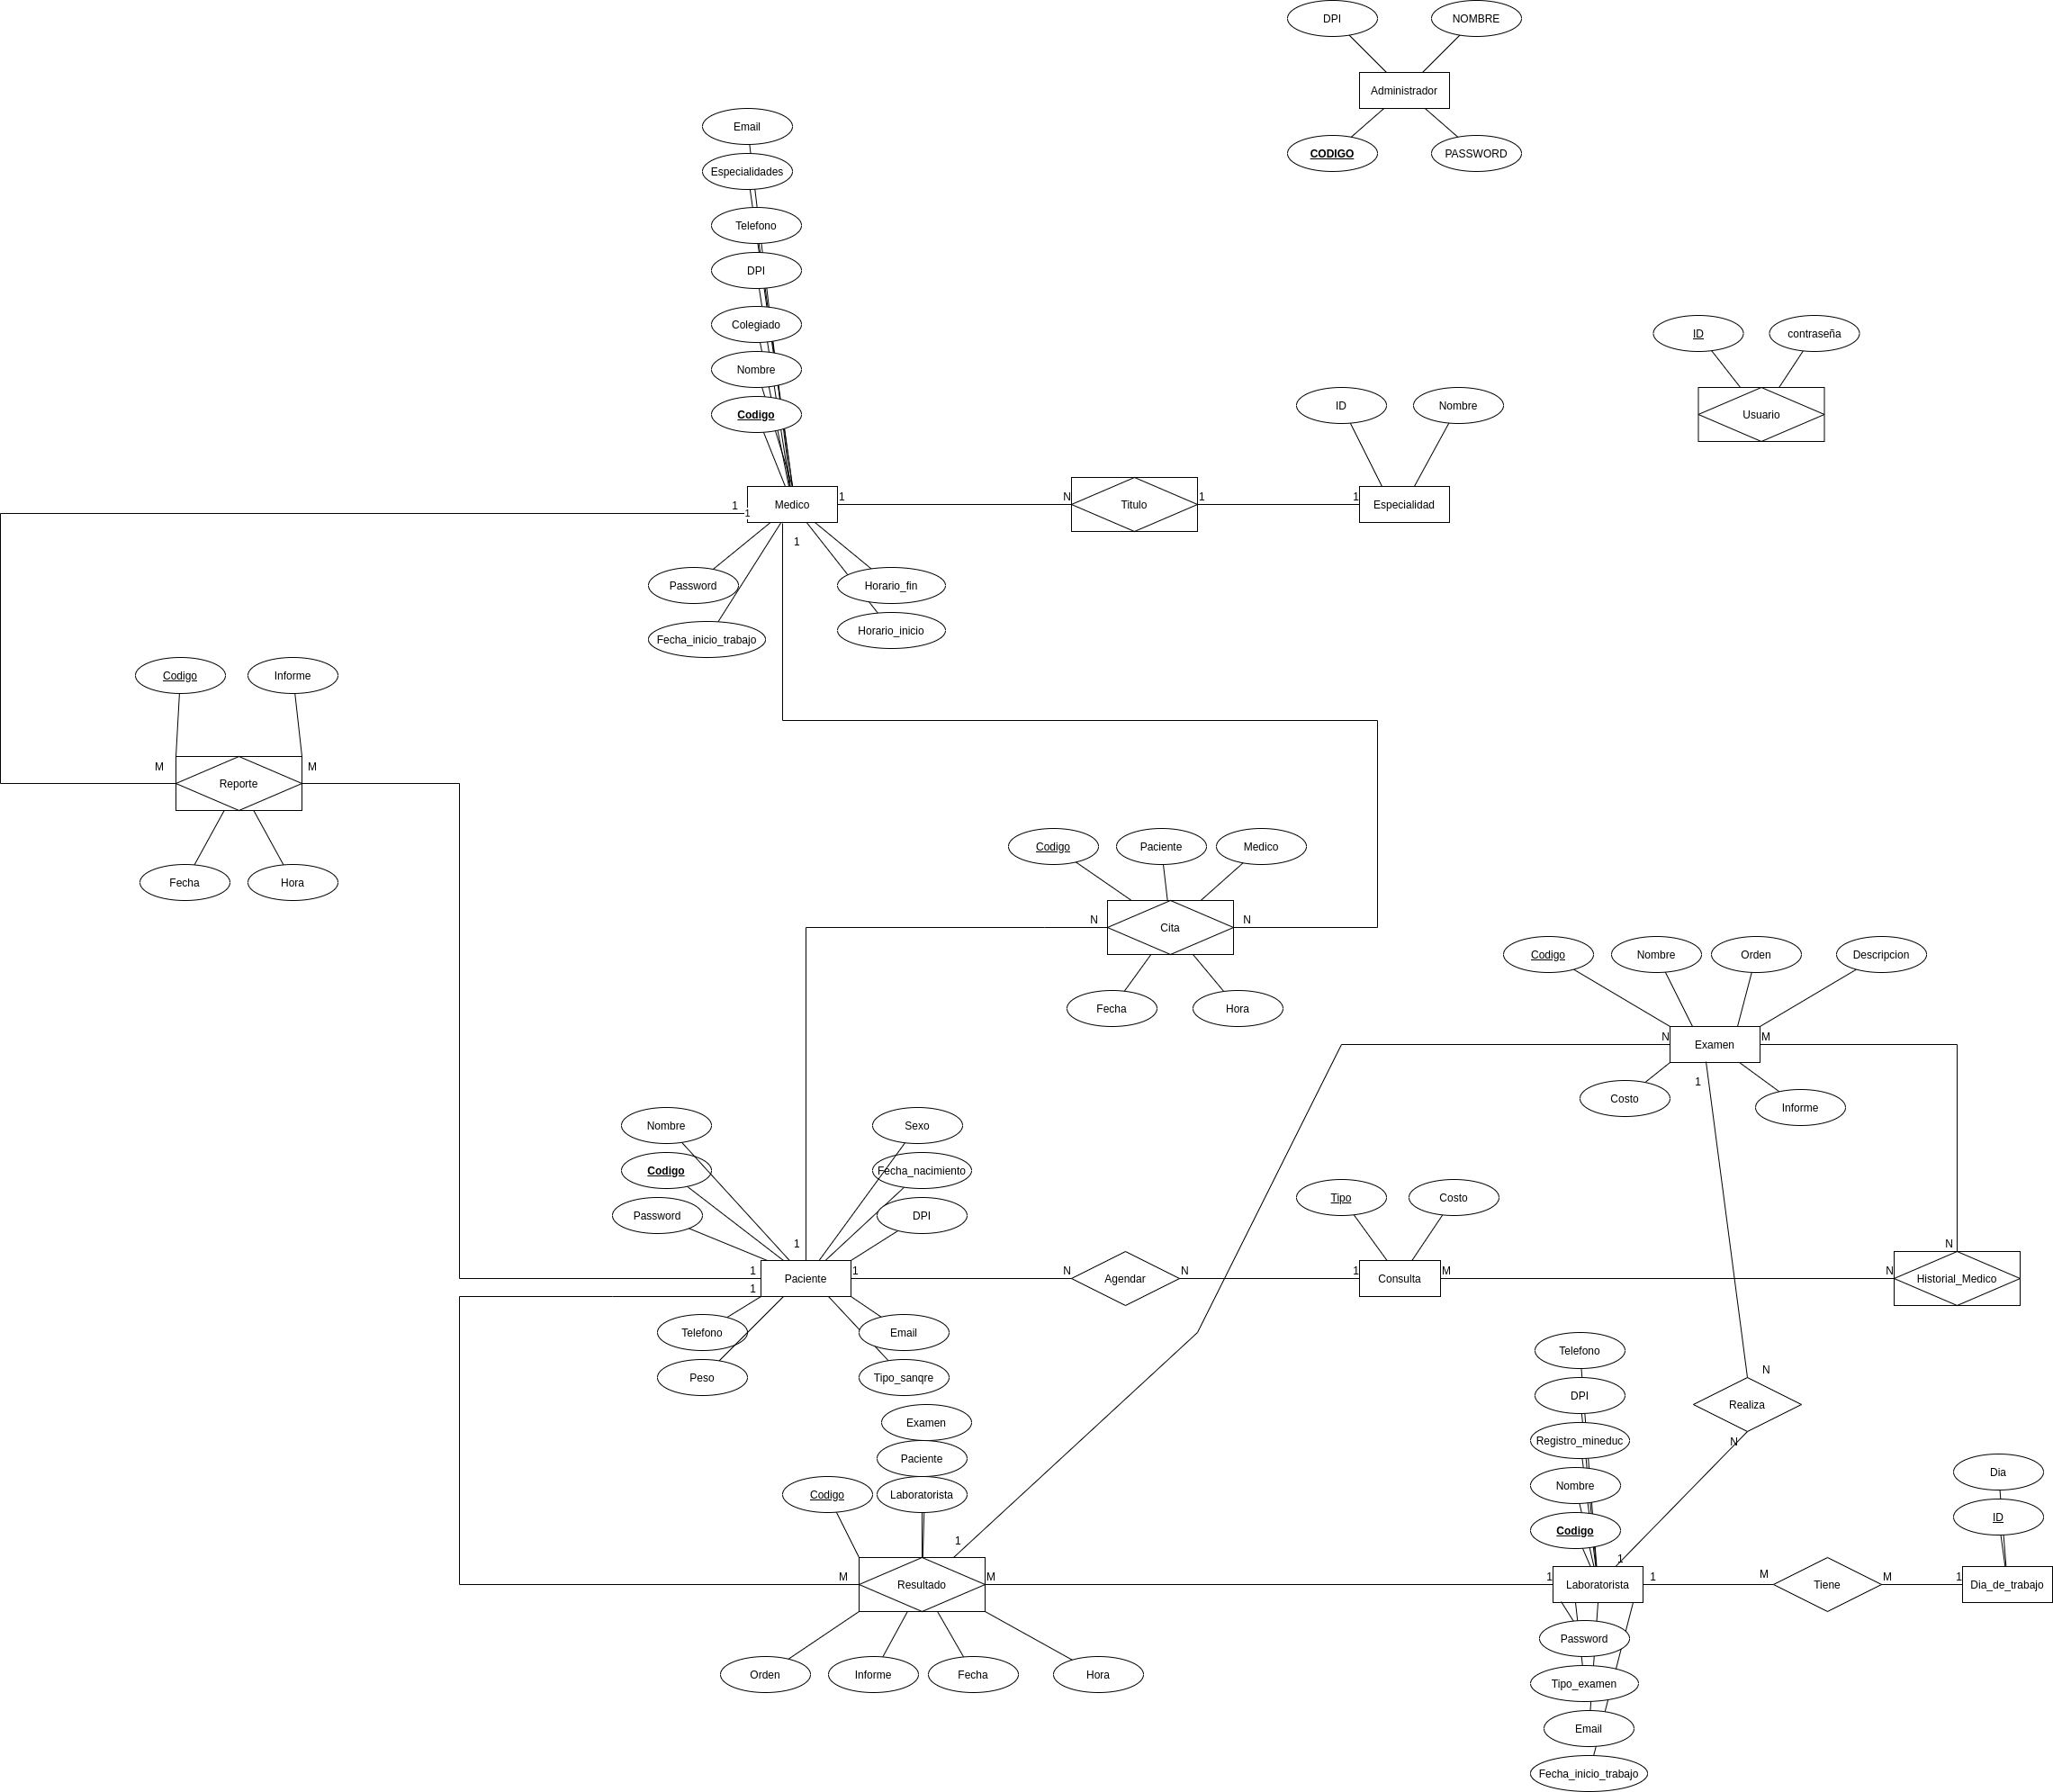 DPI
NOMBRE
Administrador
CODIGO
PASSWORD
Email
Especialidades
Telefono
DPI
Colegiado
Nombre
Codigo
ID
contraseña
Usuario
ID
Nombre
1
1
Medico
1
N
Titulo
1
1
Especialidad
1
Password
Horario_fin
Fecha_inicio_trabajo
Horario_inicio
Codigo
Informe
M
Reporte
M
Fecha
Hora
Codigo
Paciente
Medico
N
Cita
N
Fecha
Hora
Codigo
Nombre
Orden
Descripcion
N
Examen
M
1
Costo
Informe
Nombre
Sexo
Codigo
Fecha_nacimiento
Password
DPI
Tipo
Costo
1
1
Paciente
1
N
Agendar
N
1
Consulta
M
N
N
Historial_Medico
1
Telefono
Email
Peso
Tipo_sanqre
Telefono
DPI
Registro_mineduc
Nombre
Codigo
N
Realiza
N
1
Examen
Paciente
Codigo
Laboratorista
1
M
Resultado
M
1
Laboratorista
1
M
Tiene
M
1
Dia_de_trabajo
Dia
ID
Orden
Informe
Fecha
Hora
Password
Tipo_examen
Email
Fecha_inicio_trabajo